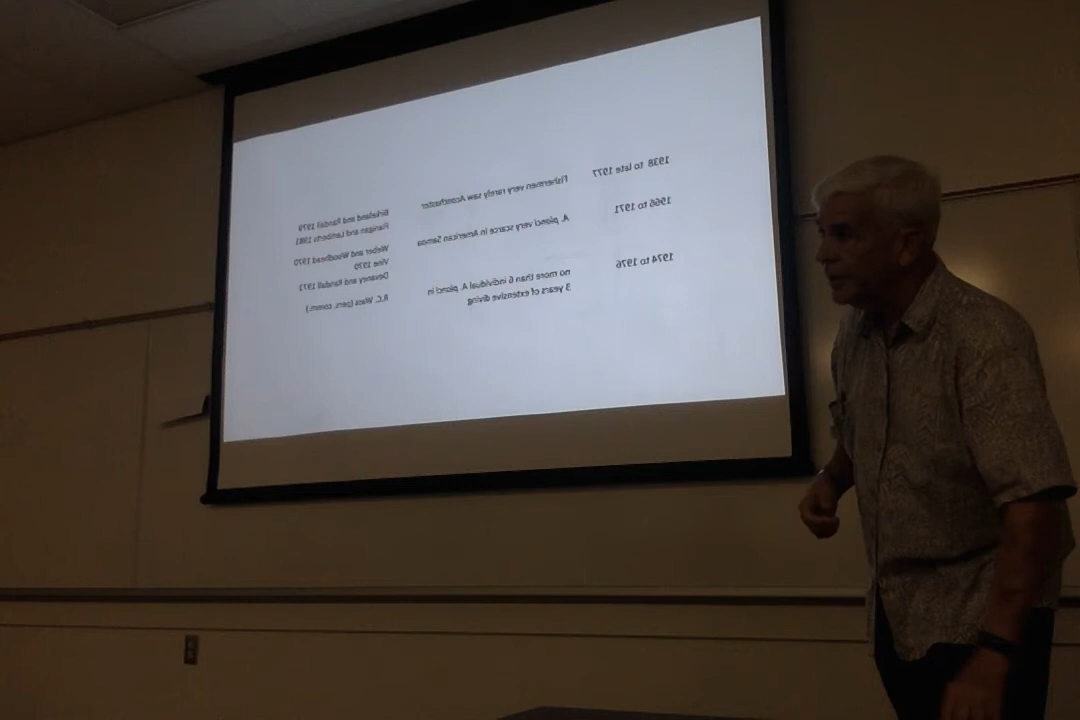 1938 to late 1977
Fishermen very rarely saw Acanthaster
Birkeland and Randall 1979
Flanigan and Lamberts 1981
1966 to 1971
A. planci very scarce in American Samoa
Weber and Woodhead 1970
Vine 1970
Devaney and Randall 1973
1974 to 1976
no more than 6 individual A. planci in
3 years of extensive diving
R.C. Wass (pers. comm.)